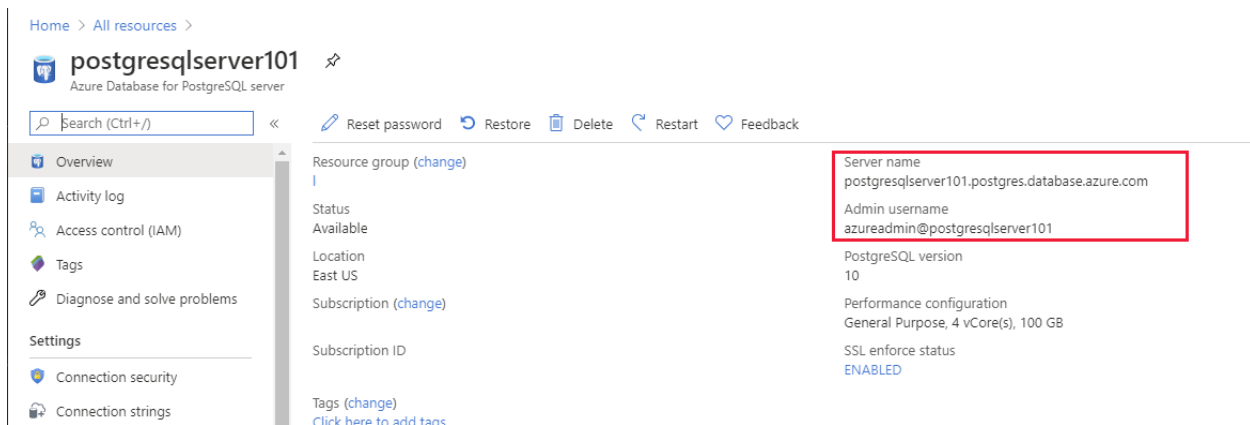 Home > All resources >
postgresqlserver101
Azure Database for PostgreSQL server
Search (Ctrl+/)
«
Reset password
Restore
Delete
Restart
Feedback
Overview
Activity log
Access control (IAM)
Tags
Diagnose and solve problems
Settings
Connection security
Connection strings
Resource group (change)
Status
Available
Location
East US
Subscription (change)
Subscription ID
Tags (change)
Click here to add tags
Server name
postgresqlserver101.postgres.database.azure.com
Admin username
azureadmin@postgresqlserver101
PostgreSQL version
10
Performance configuration
General Purpose, 4 vCore(s), 100 GB
SSL enforce status
ENABLED